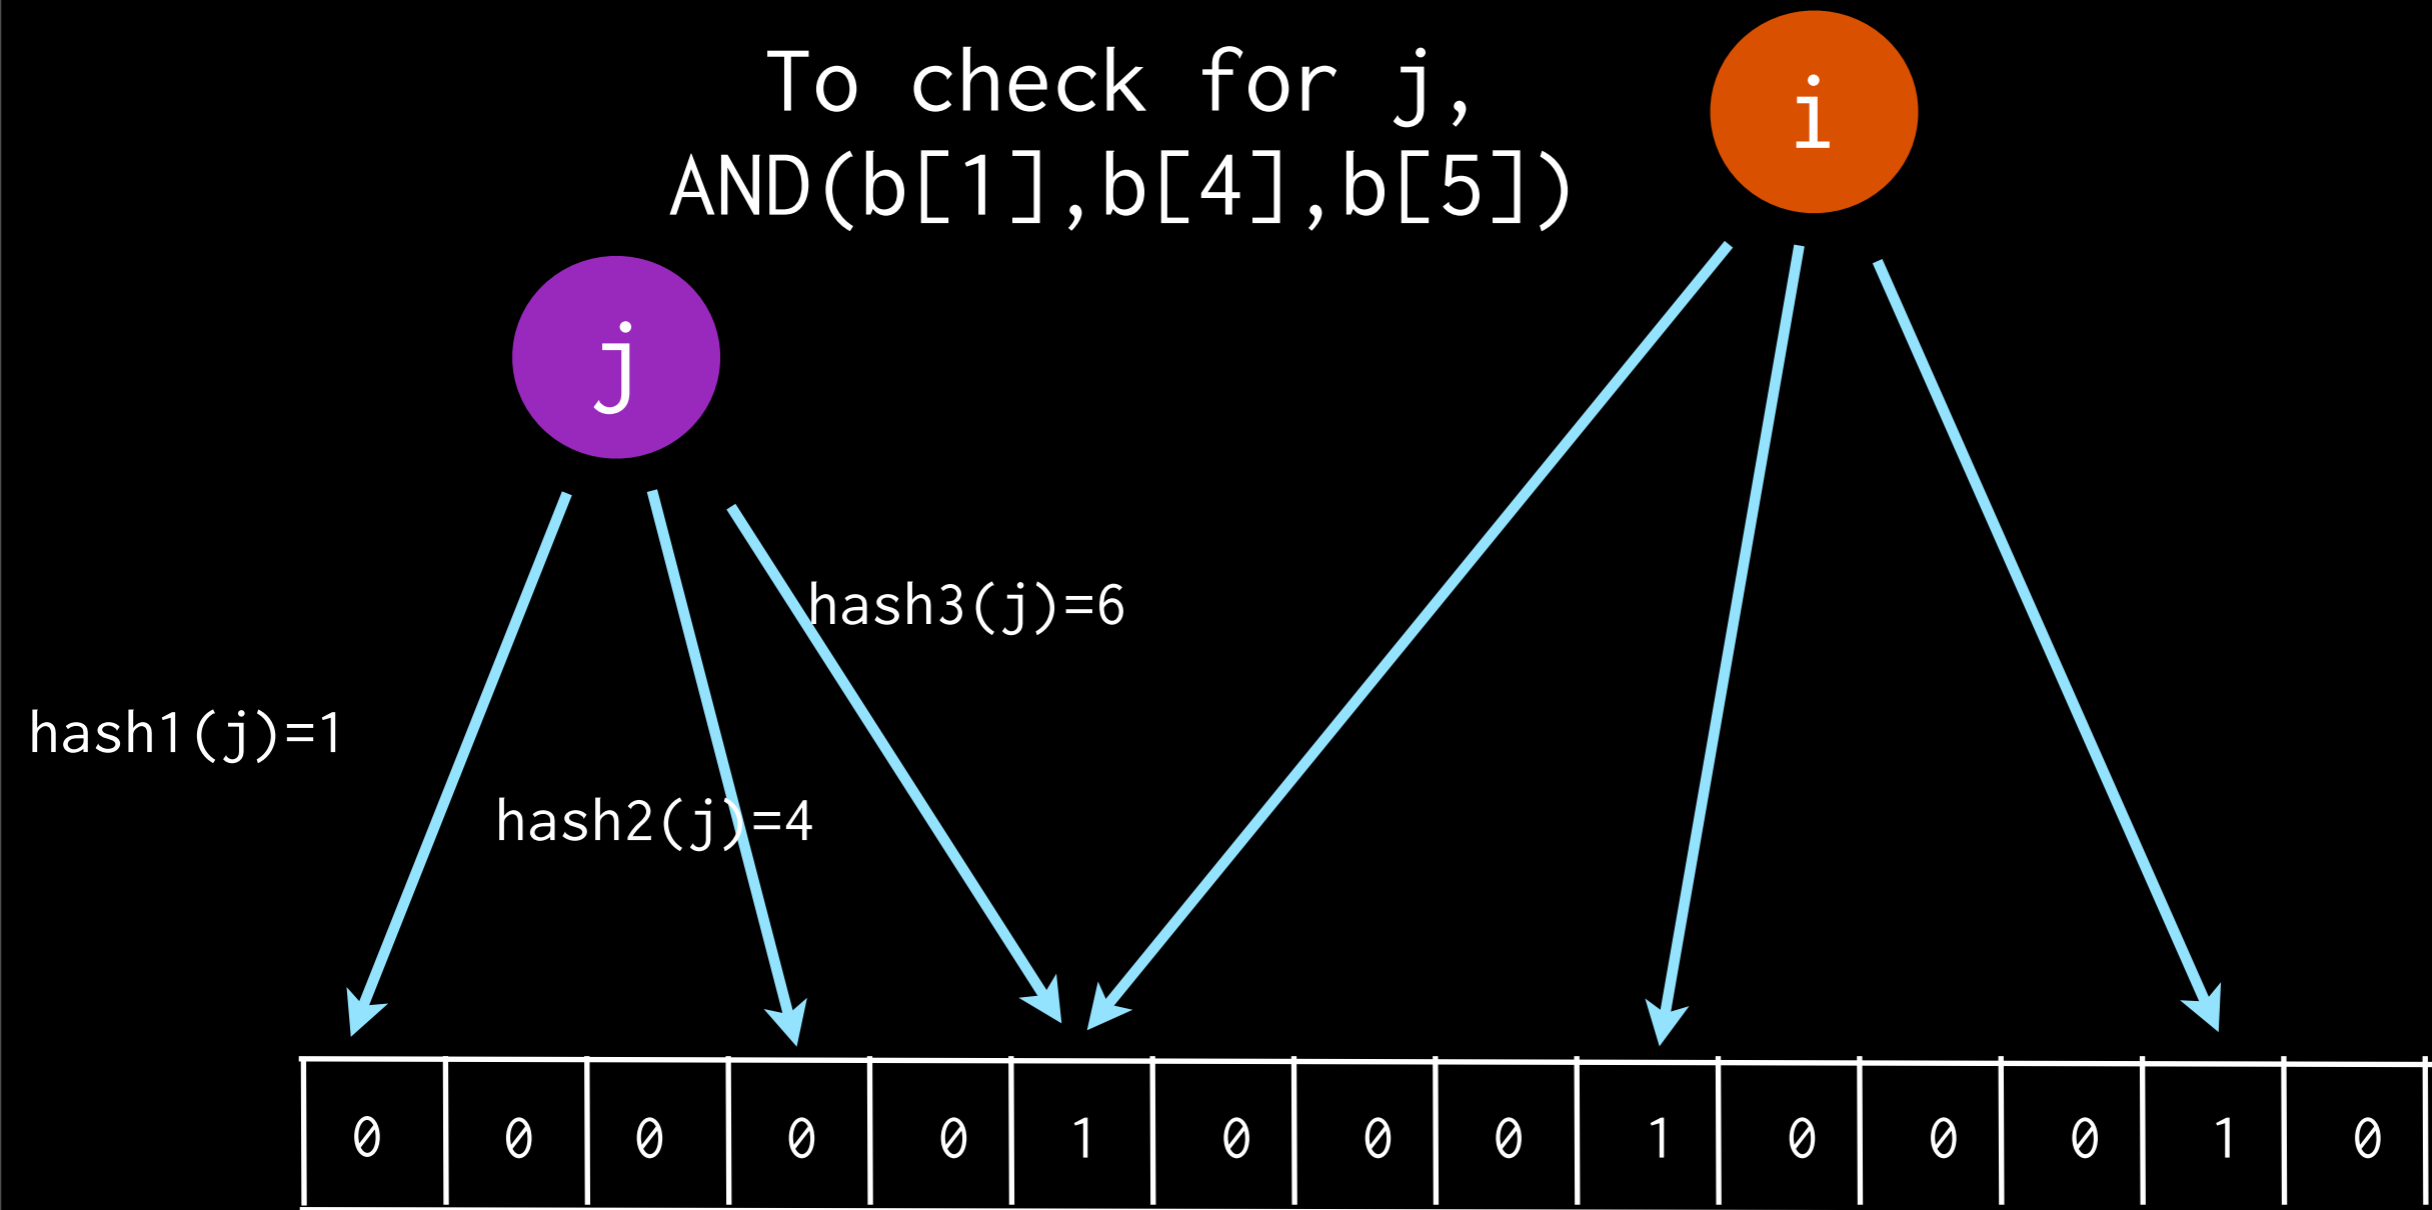 To check for j,
AND(b[1],b[4],b[5])
i
j
hash3(j)=6
hash1(j)=1
hash2(j)=4
0 0 0 0 0 1 0 0 0 1 0 0 0 1 0